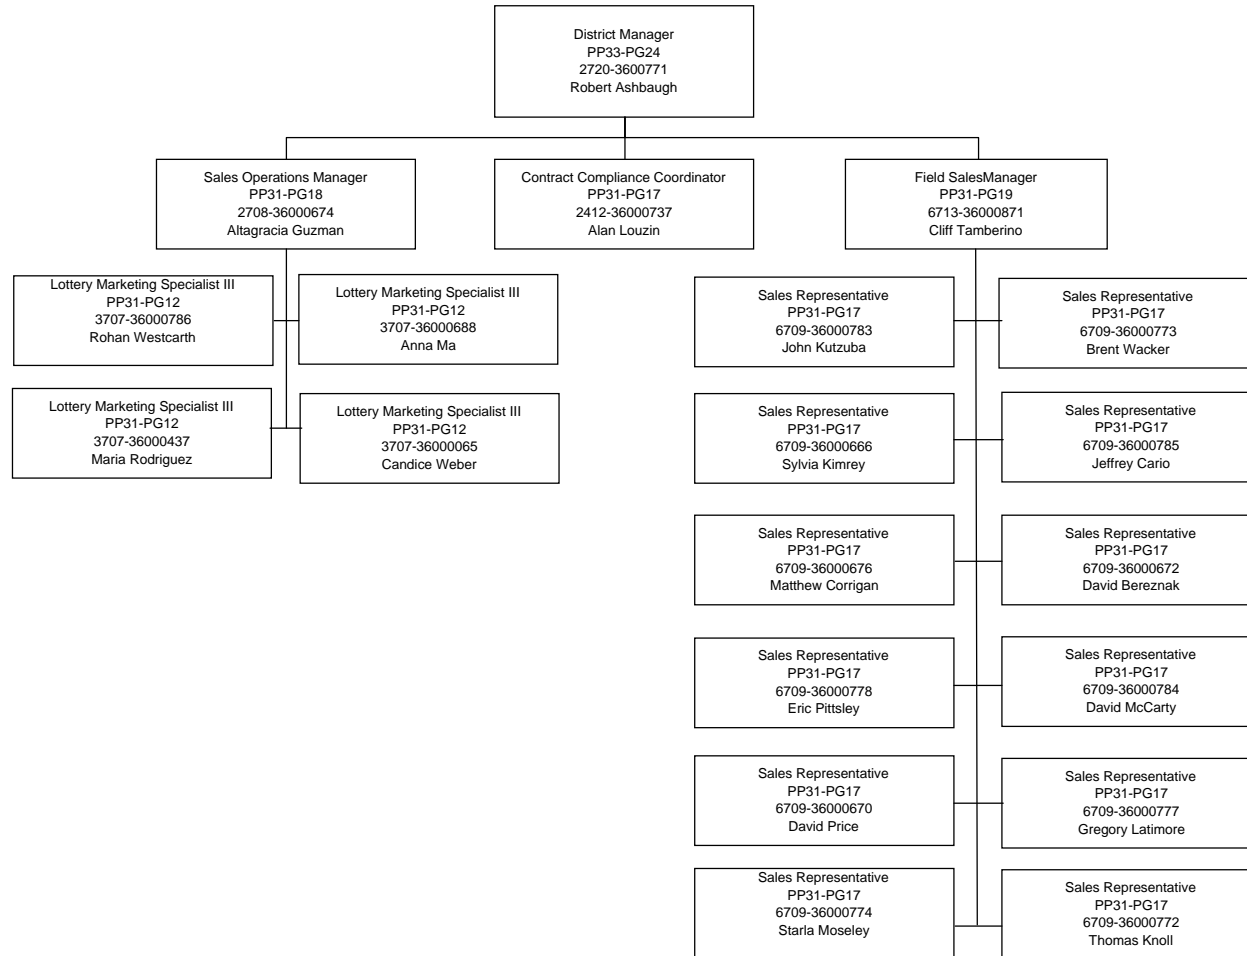 District Manager
PP33-PG24
2720-3600771
Robert Ashbaugh
Sales Operations Manager
PP31-PG18
2708-36000674
Altagracia Guzman
Contract Compliance Coordinator
PP31-PG17
2412-36000737
Alan Louzin
Field SalesManager
PP31-PG19
6713-36000871
Cliff Tamberino
Lottery Marketing Specialist III
PP31-PG12
3707-36000786
Rohan Westcarth
Lottery Marketing Specialist III
PP31-PG12
3707-36000688
Anna Ma
Lottery Marketing Specialist III
PP31-PG12
3707-36000437
Maria Rodriguez
Lottery Marketing Specialist III
PP31-PG12
3707-36000065
Candice Weber
Sales Representative
PP31-PG17
6709-36000783
John Kutzuba
Sales Representative
PP31-PG17
6709-36000773
Brent Wacker
Sales Representative
PP31-PG17
6709-36000666
Sylvia Kimrey
Sales Representative
PP31-PG17
6709-36000785
Jeffrey Cario
Sales Representative
PP31-PG17
6709-36000676
Matthew Corrigan
Sales Representative
PP31-PG17
6709-36000672
David Bereznak
Sales Representative
PP31-PG17
6709-36000778
Eric Pittsley
Sales Representative
PP31-PG17
6709-36000784
David McCarty
Sales Representative
PP31-PG17
6709-36000670
David Price
Sales Representative
PP31-PG17
6709-36000777
Gregory Latimore
Sales Representative
PP31-PG17
6709-36000774
Starla Moseley
Sales Representative
PP31-PG17
6709-36000772
Thomas Knoll